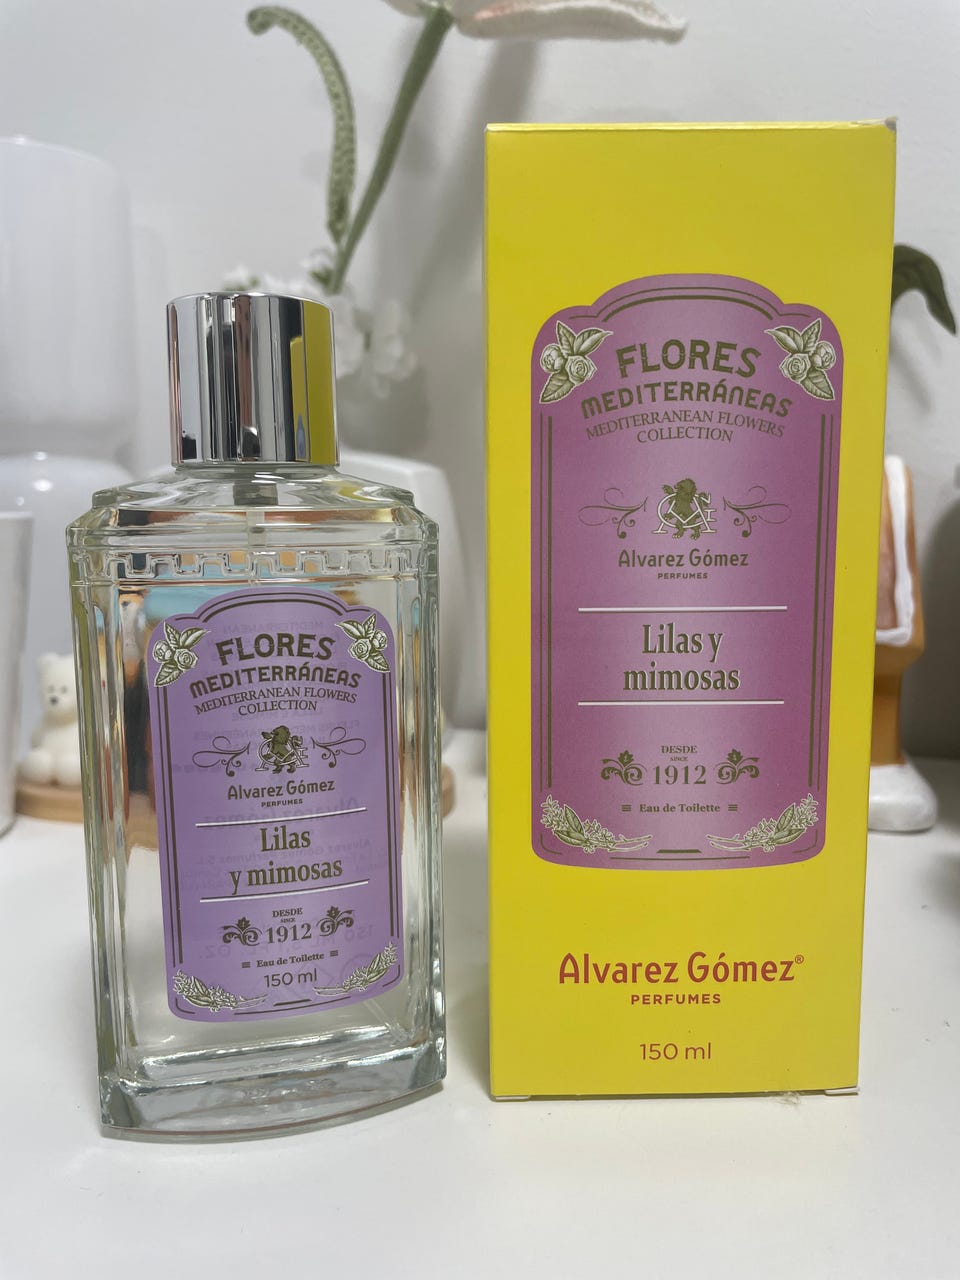 FLORES
MEDITERRÁNEAS
MEDITERRANEAN FLOWERS
COLLECTION
AG
Alvarez Gómez
PERFUMES
Lilas
y mimosas
DESDE
SINCE
1912
Eau de Toilette
150 ml
FLORES
MEDITERRÁNEAS
MEDITERRANEAN FLOWERS
COLLECTION
AG
Alvarez Gómez
PERFUMES
Lilas y
mimosas
DESDE
SINCE
1912
Eau de Toilette
Alvarez Gómez®
PERFUMES
150 ml